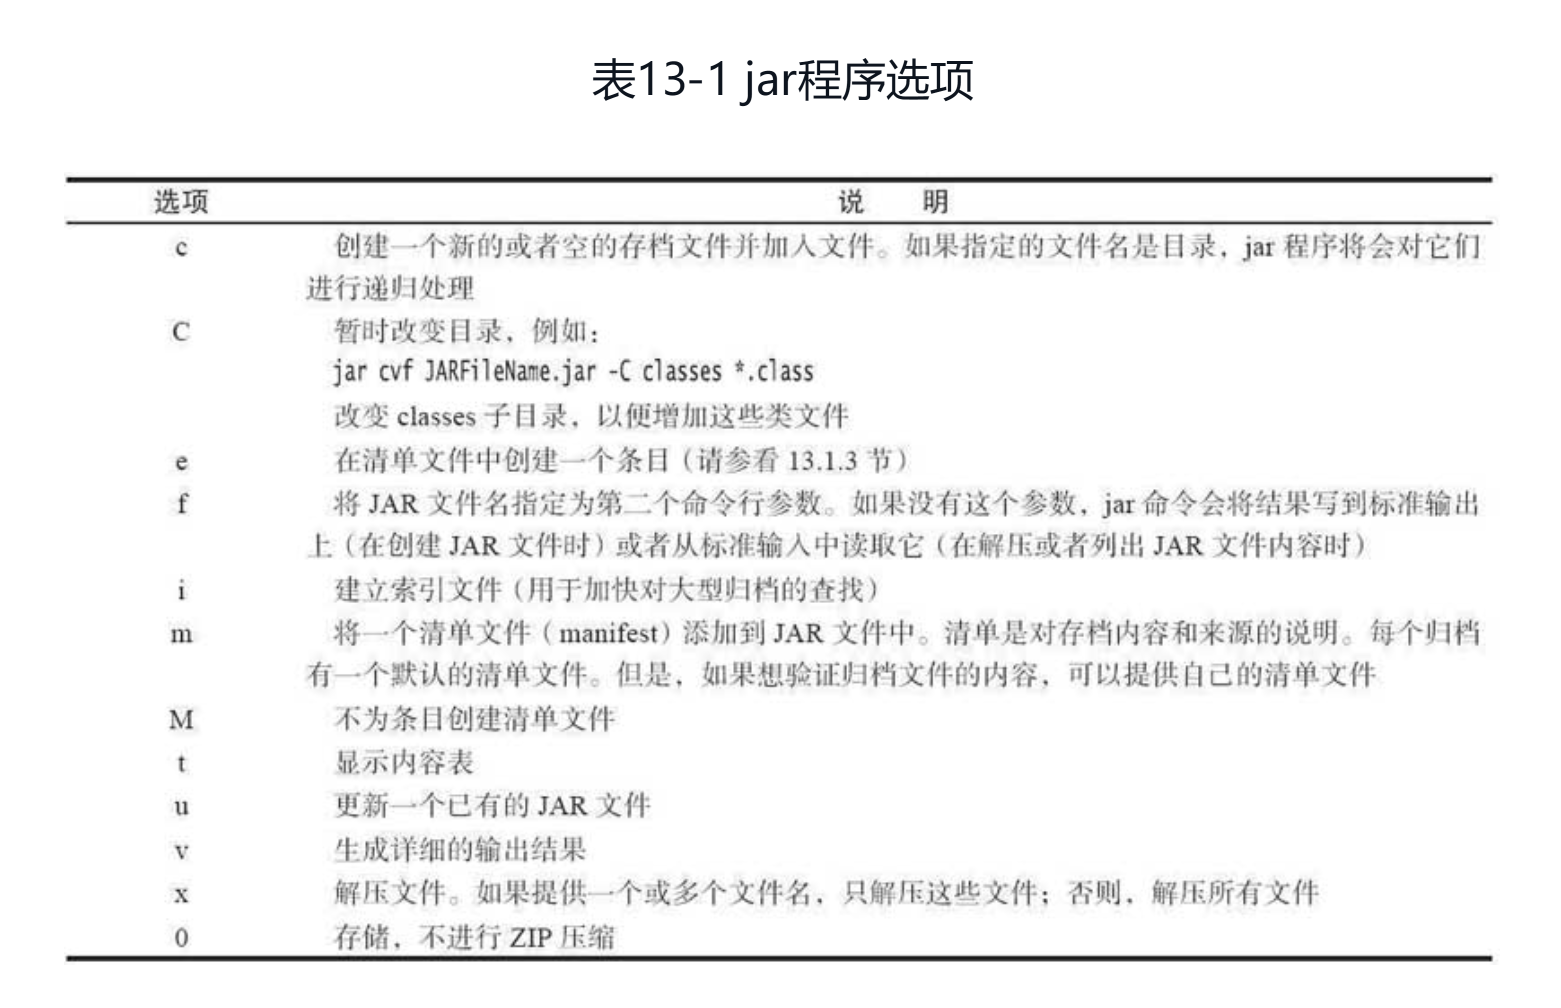 表13-1 jar程序选项
选项 说 明
c 创建一个新的或者空的存档文件并加入文件。如果指定的文件名是目录，jar 程序将会对它们
进行递归处理
C 暂时改变目录，例如：
jar cvf JARFileName.jar -C classes *.class
改变 classes 子目录，以便增加这些类文件
e 在清单文件中创建一个条目（请参看 13.1.3 节）
f 将 JAR 文件名指定为第二个命令行参数。如果没有这个参数，jar 命令会将结果写到标准输出
上（在创建 JAR 文件时）或者从标准输入中读取它（在解压或者列出 JAR 文件内容时）
i 建立索引文件（用于加快对大型归档的查找）
m 将一个清单文件（manifest）添加到 JAR 文件中。清单是对存档内容和来源的说明。每个归档
有一个默认的清单文件。但是，如果想验证归档文件的内容，可以提供自己的清单文件
M 不为条目创建清单文件
t 显示内容表
u 更新一个已有的 JAR 文件
v 生成详细的输出结果
x 解压文件。如果提供一个或多个文件名，只解压这些文件；否则，解压所有文件
0 存储，不进行 ZIP 压缩